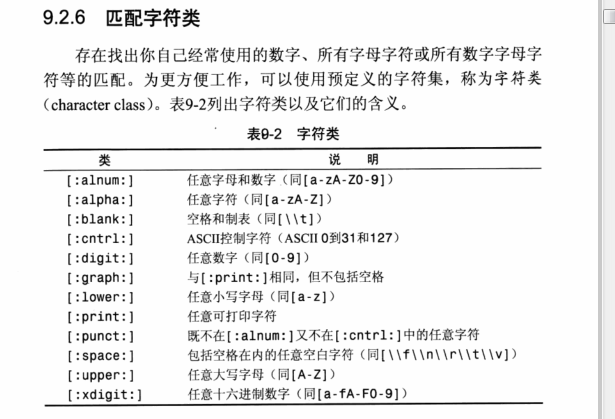 9.2.6 匹配字符类
存在找出你自己经常使用的数字、所有字母字符或所有数字字母字
符等的匹配。为更方便工作，可以使用预定义的字符集，称为字符类
（character class）。表9-2列出字符类以及它们的含义。
表9-2 字符类
类 说 明
[:alnum:] 任意字母和数字（同[a-zA-Z0-9]）
[:alpha:] 任意字符（同[a-zA-Z]）
[:blank:] 空格和制表（同[\\t]）
[:cntrl:] ASCII控制字符（ASCII 0到31和127）
[:digit:] 任意数字（同[0-9]）
[:graph:] 与[:print:]相同，但不包括空格
[:lower:] 任意小写字母（同[a-z]）
[:print:] 任意可打印字符
[:punct:] 既不在[:alnum:]又不在[:cntrl:]中的任意字符
[:space:] 包括空格在内的任意空白字符（同[\\f\\n\\r\\t\\v]）
[:upper:] 任意大写字母（同[A-Z]）
[:xdigit:] 任意十六进制数字（同[a-fA-F0-9]）